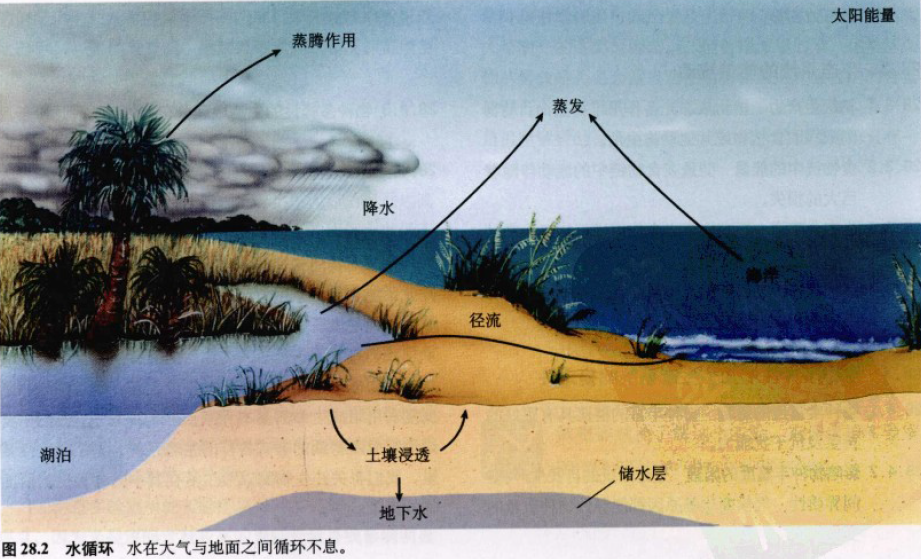 太阳能量
蒸腾作用
蒸发
降水
海洋
径流
湖泊
土壤浸透
储水层
地下水
图 28.2 水循环 水在大气与地面之间循环不息。